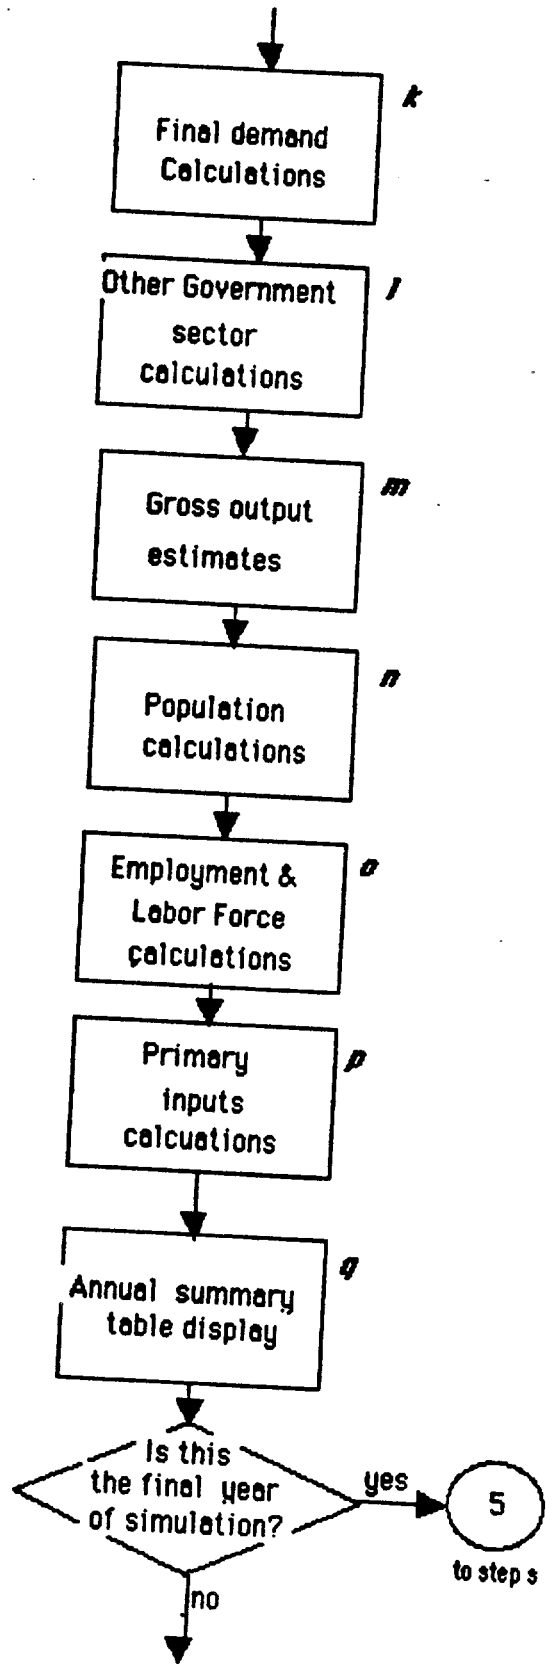 k
Final demand
Calculations
l
Other Government
sector
calculations
m
Gross output
estimates
n
Population
calculations
o
Employment &
Labor Force
calculations
p
Primary
inputs
calcuations
q
Annual summary
table display
Is this
the final year
of simulation?
yes
5
to step s
no